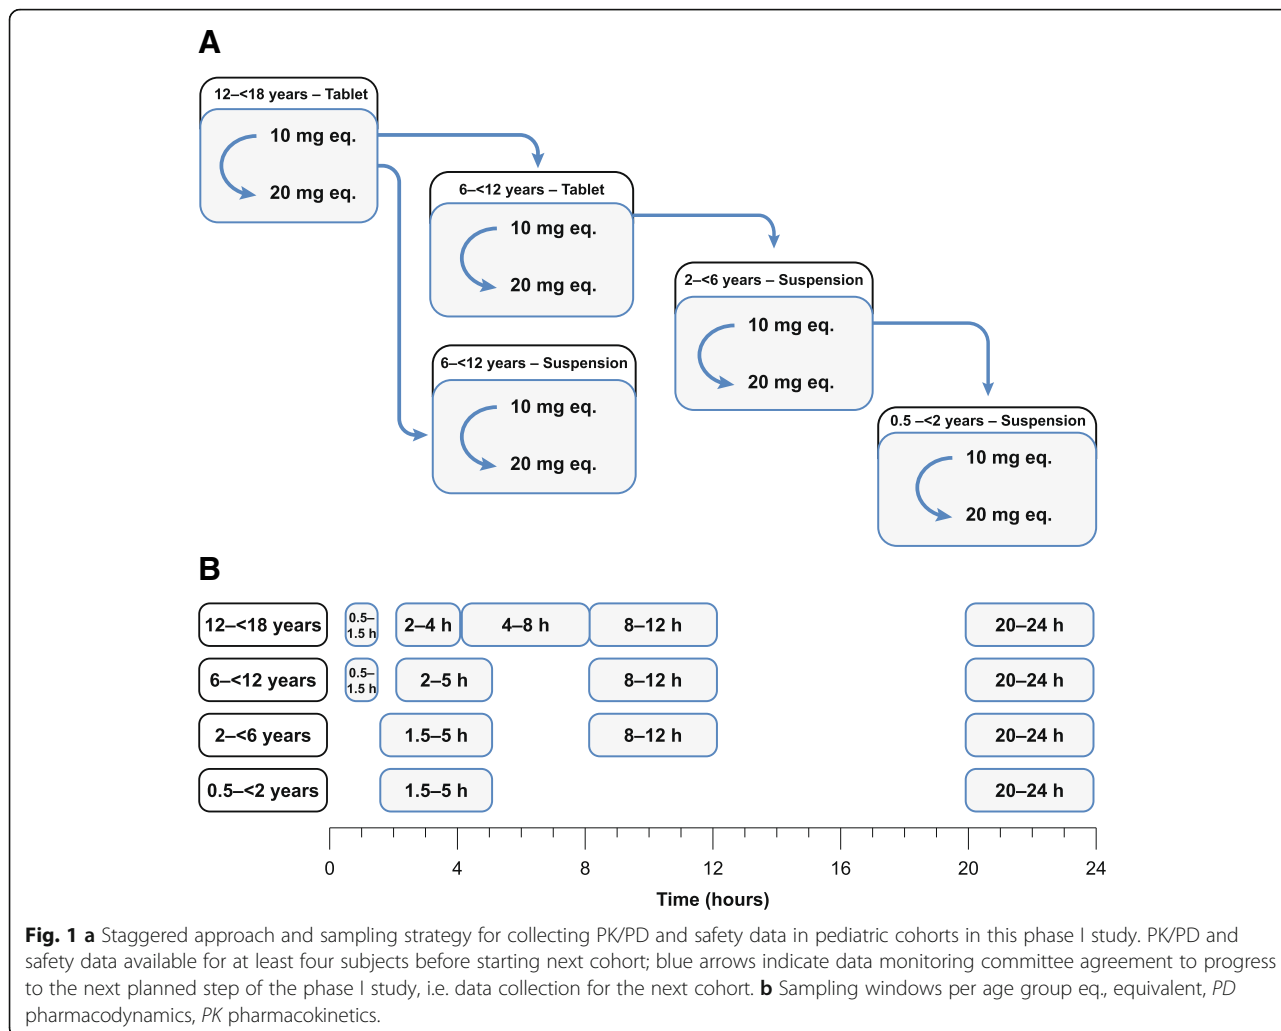 A
12–<18 years – Tablet
10 mg eq.
20 mg eq.
6–<12 years – Tablet
10 mg eq.
20 mg eq.
2–<6 years – Suspension
10 mg eq.
20 mg eq.
6–<12 years – Suspension
10 mg eq.
20 mg eq.
0.5 –<2 years – Suspension
10 mg eq.
20 mg eq.
B
12–<18 years 0.5–1.5 h 2–4 h 4–8 h 8–12 h 20–24 h
6–<12 years 0.5–1.5 h 2–5 h 8–12 h 20–24 h
2–<6 years 1.5–5 h 8–12 h 20–24 h
0.5–<2 years 1.5–5 h 20–24 h
0 4 8 12 16 20 24
Time (hours)
Fig. 1 a Staggered approach and sampling strategy for collecting PK/PD and safety data in pediatric cohorts in this phase I study. PK/PD and
safety data available for at least four subjects before starting next cohort; blue arrows indicate data monitoring committee agreement to progress
to the next planned step of the phase I study, i.e. data collection for the next cohort. b Sampling windows per age group eq., equivalent, PD
pharmacodynamics, PK pharmacokinetics.